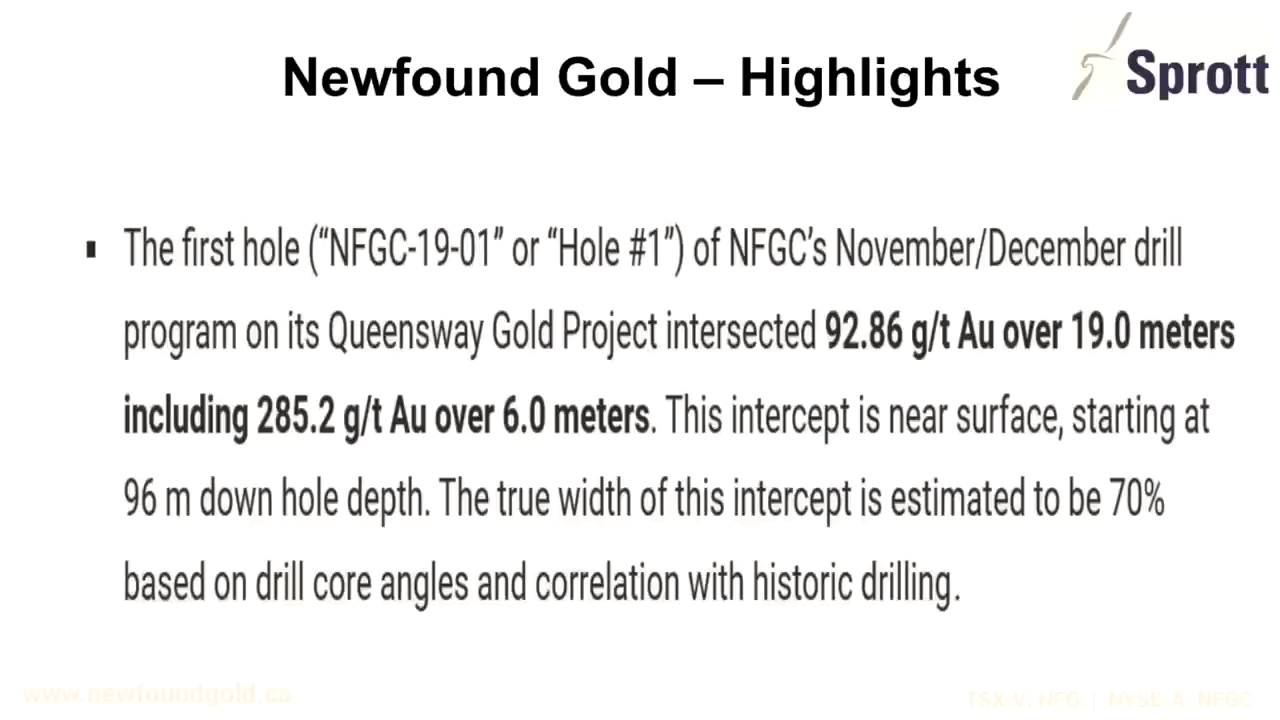 Newfound Gold – Highlights
Sprott
▪ The first hole (“NFGC-19-01” or “Hole #1”) of NFGC’s November/December drill
program on its Queensway Gold Project intersected 92.86 g/t Au over 19.0 meters
including 285.2 g/t Au over 6.0 meters. This intercept is near surface, starting at
96 m down hole depth. The true width of this intercept is estimated to be 70%
based on drill core angles and correlation with historic drilling.
www.newfoundgold.ca
TSX-V: NFG | NYSE-A: NFGC